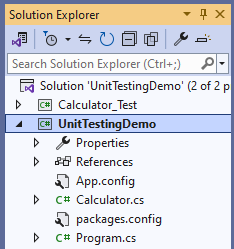 Solution Explorer
Search Solution Explorer (Ctrl+;)
Solution 'UnitTestingDemo' (2 of 2 p
C# Calculator_Test
C# UnitTestingDemo
Properties
References
App.config
C# Calculator.cs
packages.config
C# Program.cs